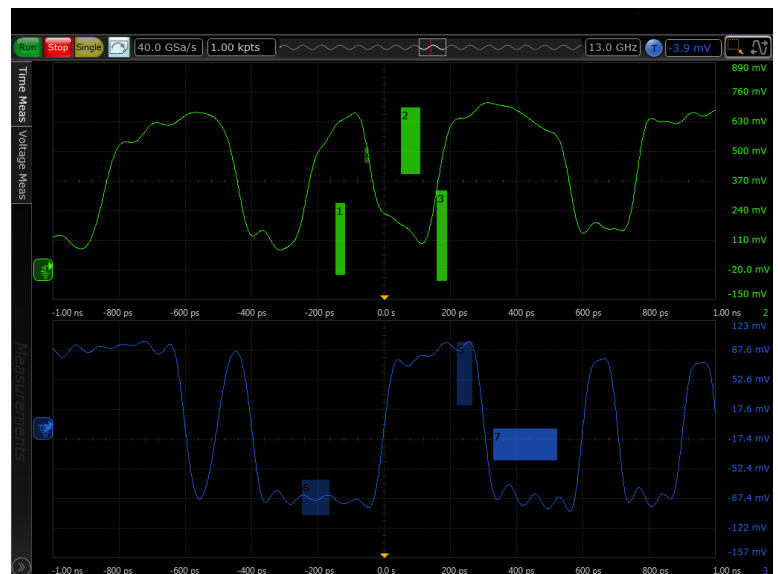 Run Stop Single 40.0 GSa/s 1.00 kpts 13.0 GHz T -3.9 mV
Time Meas
Voltage Meas
Measurements
890 mV
760 mV
630 mV
500 mV
370 mV
240 mV
110 mV
-20.0 mV
-150 mV
2
1
3
-1.00 ns -800 ps -600 ps -400 ps -200 ps 0.0 s 200 ps 400 ps 600 ps 800 ps 1.00 ns 2
123 mV
87.6 mV
52.6 mV
17.6 mV
-17.4 mV
-52.4 mV
-87.4 mV
-122 mV
-157 mV
5
7
6
-1.00 ns -800 ps -600 ps -400 ps -200 ps 0.0 s 200 ps 400 ps 600 ps 800 ps 1.00 ns 3